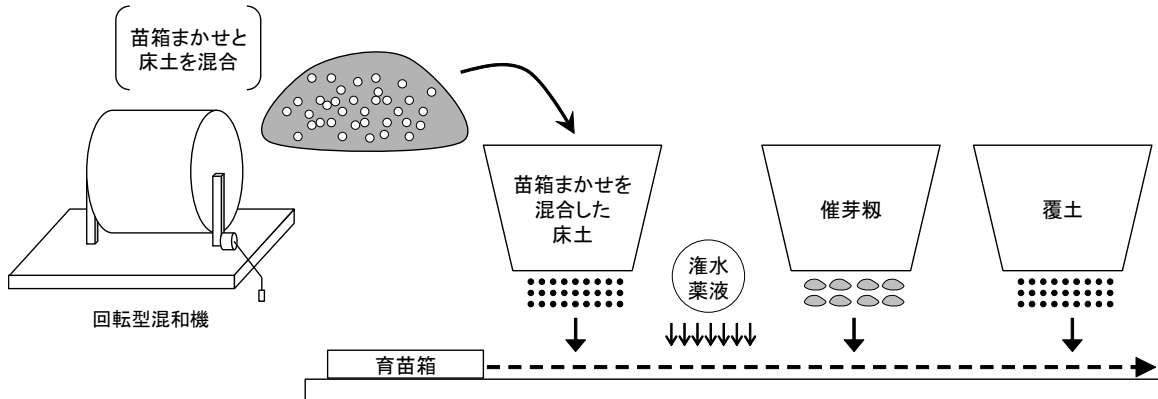 苗箱まかせと
床土を混合
回転型混和機
苗箱まかせを
混合した
床土
潅水
薬液
催芽籾
覆土
育苗箱